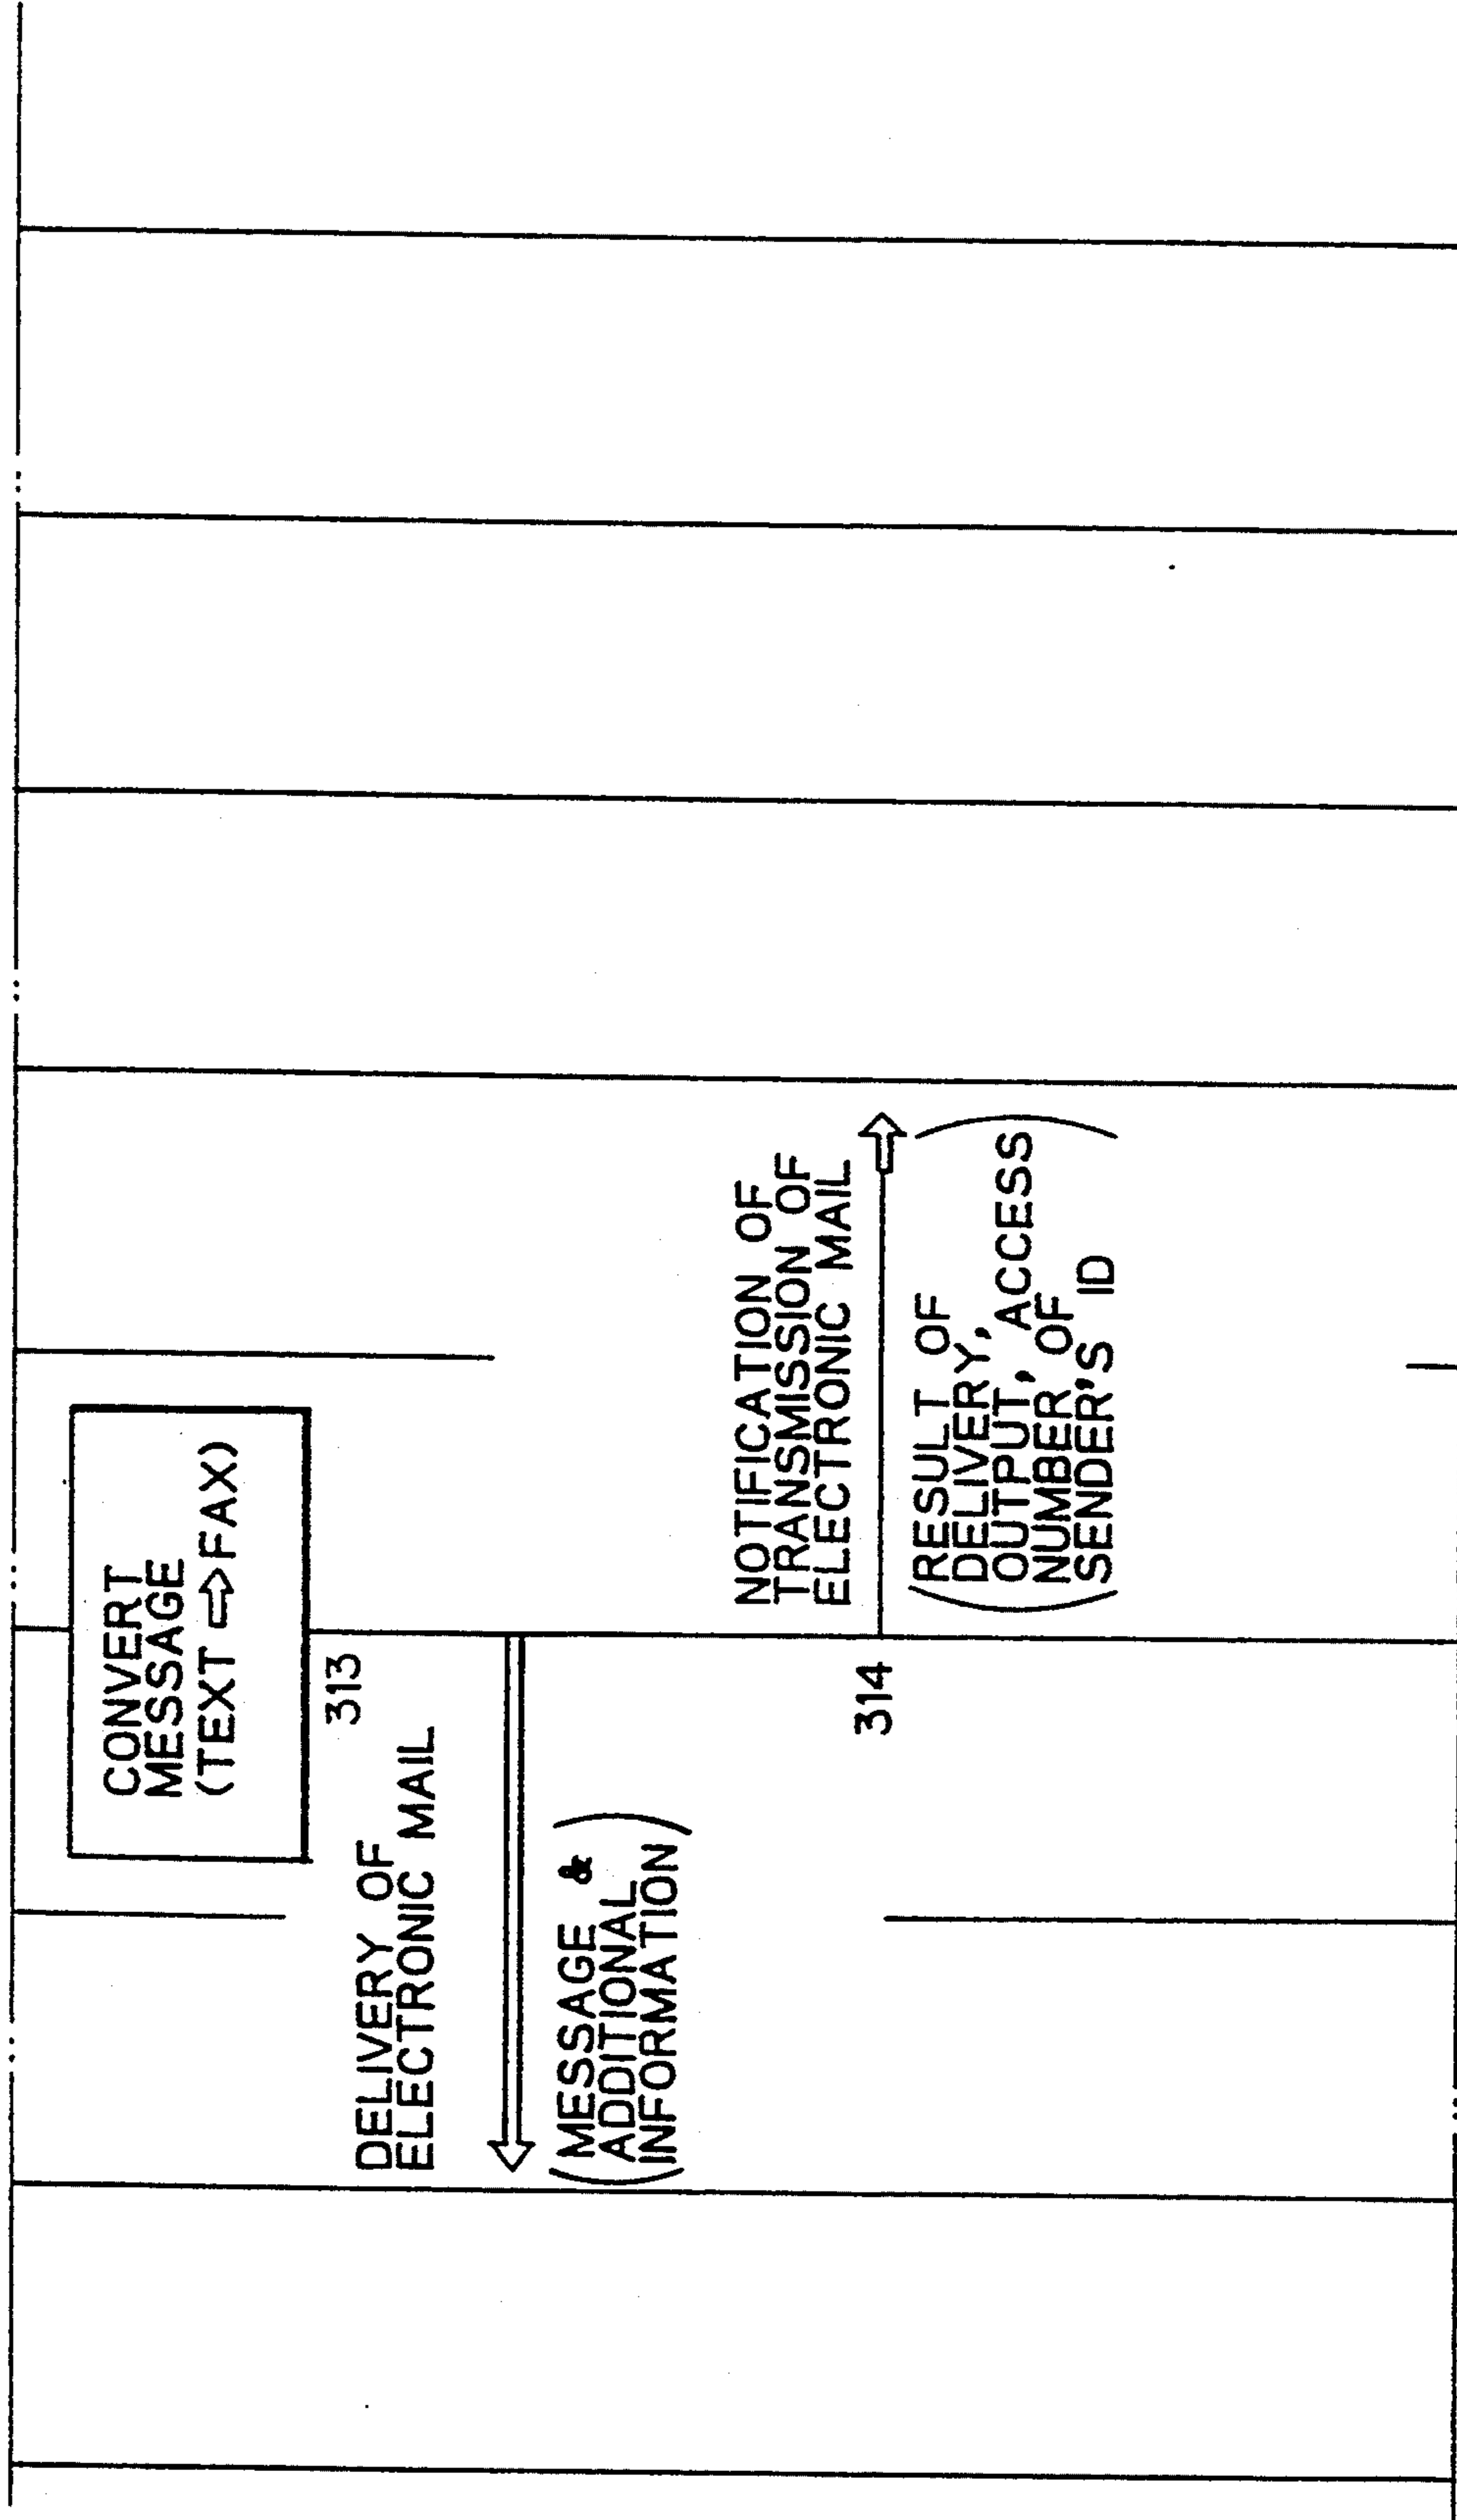 CONVERT
MESSAGE
(TEXT ⇨ FAX)
313
DELIVERY OF
ELECTRONIC MAIL
(MESSAGE &
ADDITIONAL
INFORMATION)
NOTIFICATION OF
TRANSMISSION OF
ELECTRONIC MAIL
314
(RESULT OF
DELIVERY,
OUTPUT, ACCESS
NUMBER OF
SENDER'S ID)